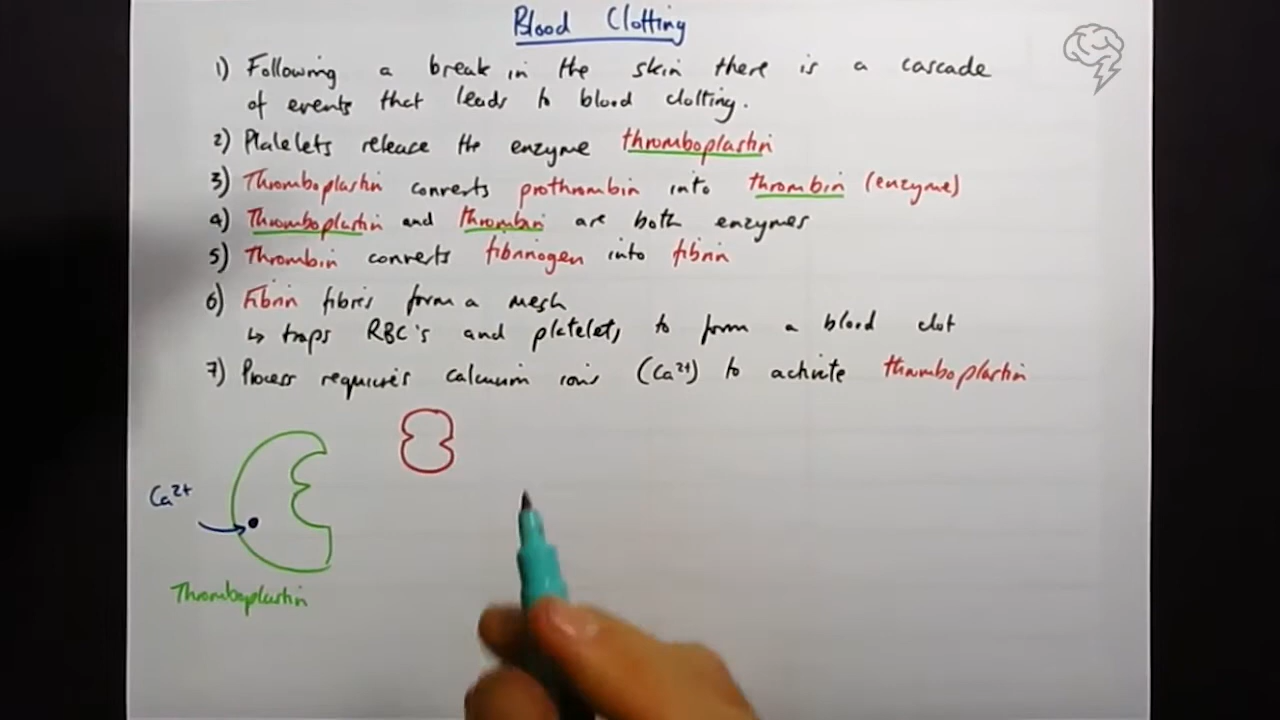 Blood Clotting
1) Following a break in the skin there is a cascade
of events that leads to blood clotting.
2) Platelets release the enzyme thromboplastin
3) Thromboplastin converts prothrombin into thrombin (enzyme)
4) Thromboplastin and thrombin are both enzymes
5) Thrombin converts fibrinogen into fibrin
6) Fibrin fibres form a mesh
↳ traps RBC's and platelets to form a blood clot
7) Process requires calcium ions (Ca²⁺) to activate thromboplastin
Ca²⁺
Thromboplastin